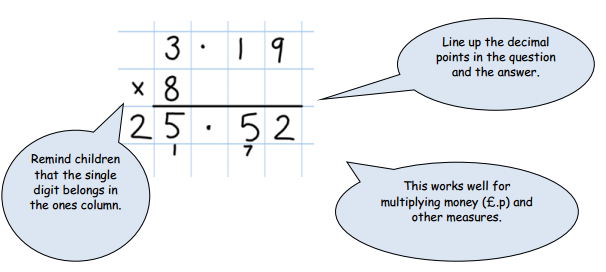 3 . 1 9
x 8
2 5 . 5 2
1 7
Line up the decimal
points in the question
and the answer.
Remind children
that the single
digit belongs in
the ones column.
This works well for
multiplying money (£.p) and
other measures.